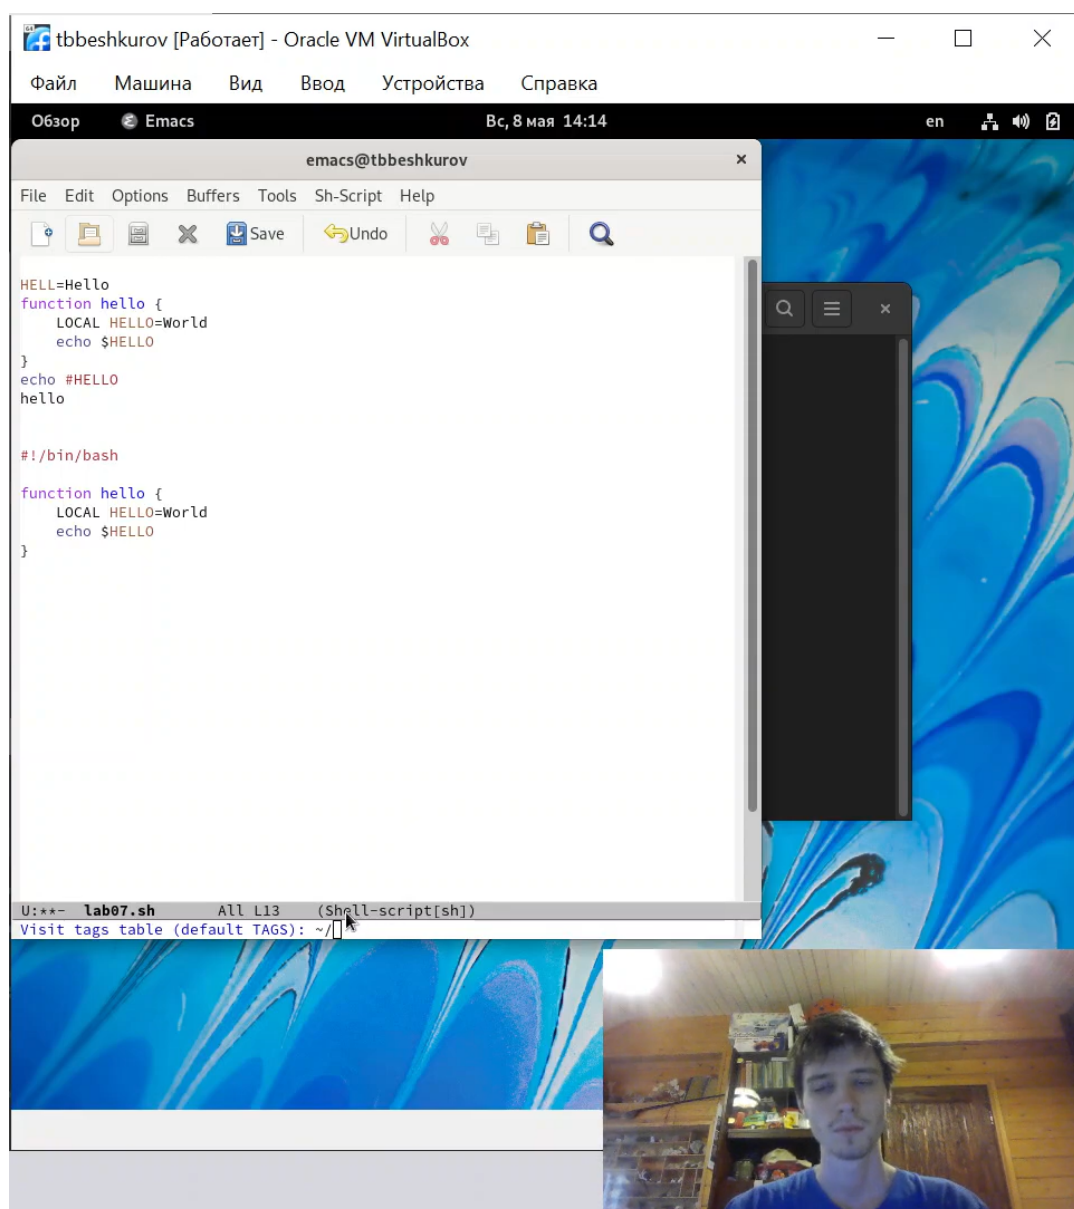 tbbeshkurov [Работает] - Oracle VM VirtualBox
Файл Машина Вид Ввод Устройства Справка
Обзор Emacs Вс, 8 мая 14:14 en
emacs@tbbeshkurov
File Edit Options Buffers Tools Sh-Script Help
Save Undo
HELL=Hello
function hello {
    LOCAL HELLO=World
    echo $HELLO
}
echo #HELLO
hello
#!/bin/bash
function hello {
    LOCAL HELLO=World
    echo $HELLO
}
U:**- lab07.sh All L13 (Shell-script[sh])
Visit tags table (default TAGS): ~/